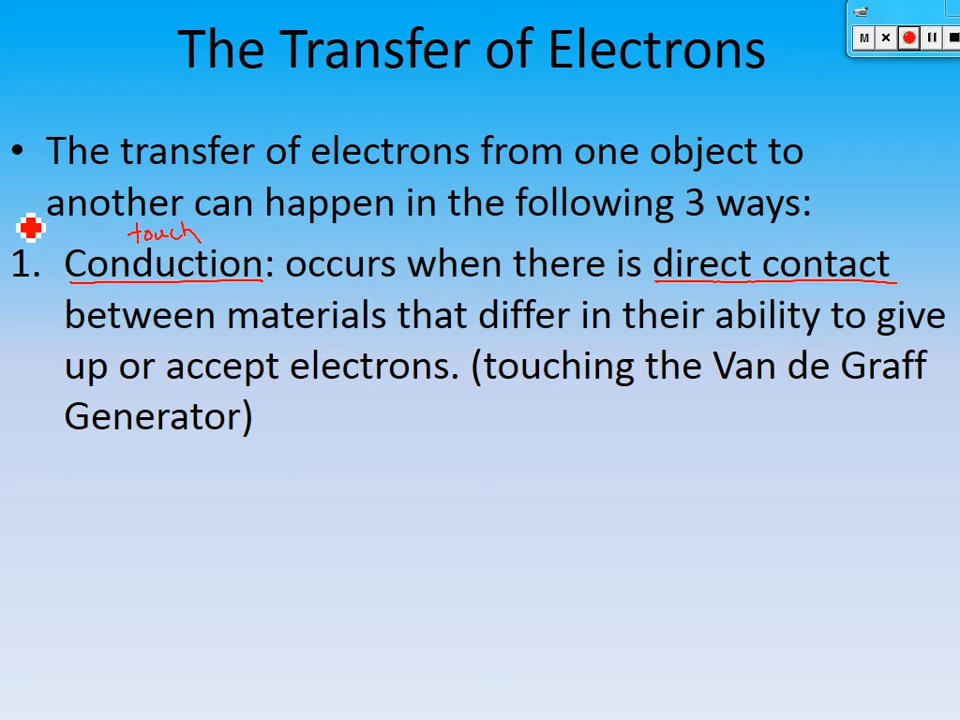 The Transfer of Electrons
M
• The transfer of electrons from one object to
another can happen in the following 3 ways:
touch
1. Conduction: occurs when there is direct contact
between materials that differ in their ability to give
up or accept electrons. (touching the Van de Graff
Generator)